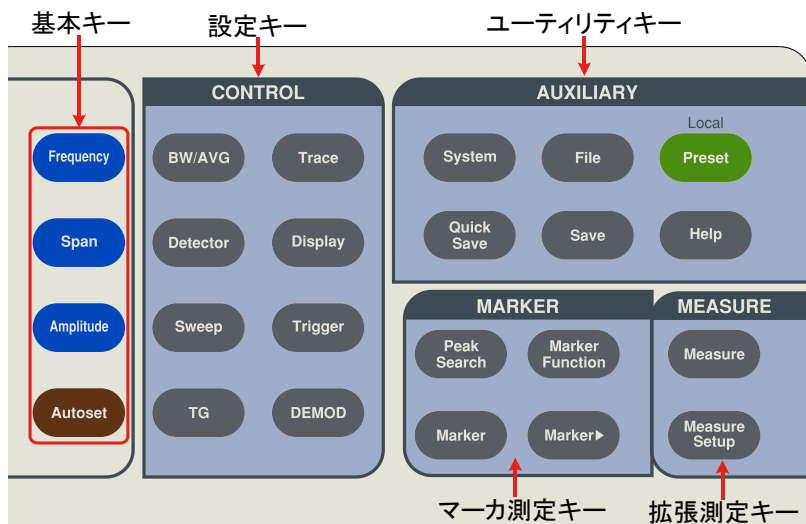 基本キー
設定キー
ユーティリティキー
CONTROL
AUXILIARY
Local
Frequency
BW/AVG
Trace
System
File
Preset
Span
Detector
Display
Quick
Save
Save
Help
MARKER
MEASURE
Amplitude
Sweep
Trigger
Peak
Search
Marker
Function
Measure
Autoset
TG
DEMOD
Marker
Marker▶
Measure
Setup
マーカ測定キー
拡張測定キー